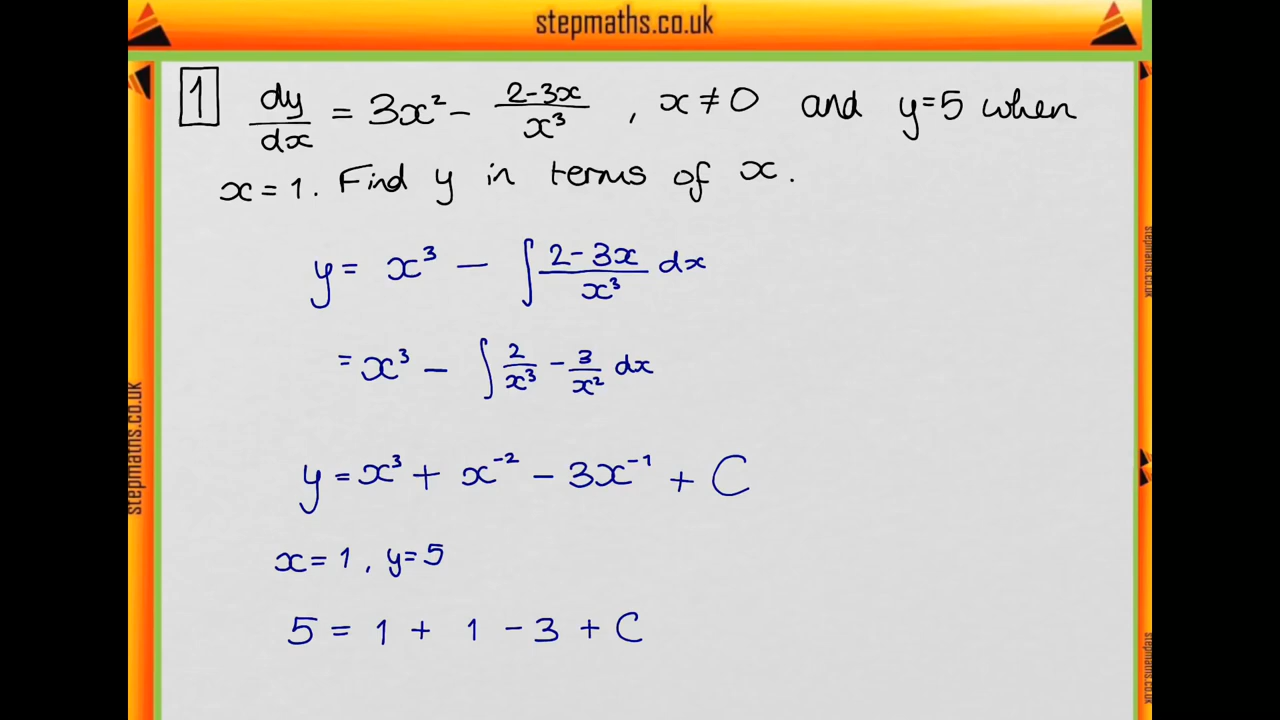 stepmaths.co.uk
1 dy/dx = 3x² - (2-3x)/x³ , x ≠ 0 and y=5 when
x = 1. Find y in terms of x.
y = x³ - ∫ (2-3x)/x³ dx
= x³ - ∫ 2/x³ - 3/x² dx
y = x³ + x⁻² - 3x⁻¹ + C
x = 1, y = 5
5 = 1 + 1 - 3 + C
stepmaths.co.uk
stepmaths.co.uk
stepmaths.co.uk